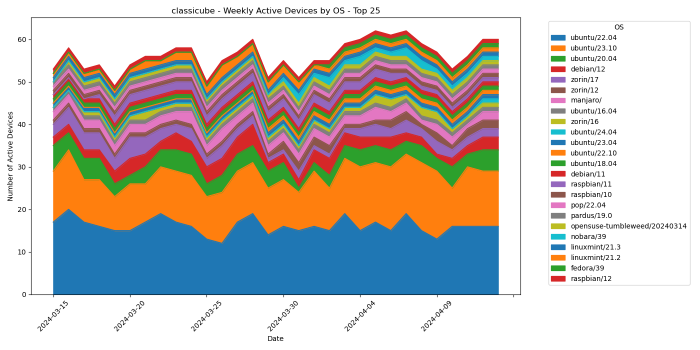 classicube - Weekly Active Devices by OS - Top 25
Number of Active Devices
60
50
40
30
20
10
0
2024-03-15
2024-03-20
2024-03-25
2024-03-30
2024-04-04
2024-04-09
Date
OS
ubuntu/22.04
ubuntu/23.10
ubuntu/20.04
debian/12
zorin/17
zorin/12
manjaro/
ubuntu/16.04
zorin/16
ubuntu/24.04
ubuntu/23.04
ubuntu/22.10
ubuntu/18.04
debian/11
raspbian/11
raspbian/10
pop/22.04
pardus/19.0
opensuse-tumbleweed/20240314
nobara/39
linuxmint/21.3
linuxmint/21.2
fedora/39
raspbian/12